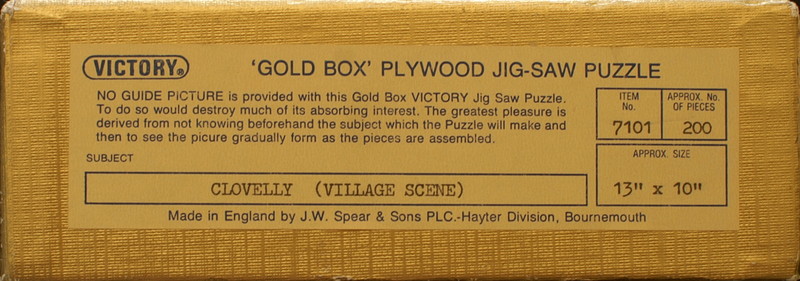 VICTORY®
'GOLD BOX' PLYWOOD JIG-SAW PUZZLE
NO GUIDE PICTURE is provided with this Gold Box VICTORY Jig Saw Puzzle.
To do so would destroy much of its absorbing interest. The greatest pleasure is
derived from not knowing beforehand the subject which the Puzzle will make and
then to see the picure gradually form as the pieces are assembled.
ITEM No.
7101
APPROX. No. OF PIECES
200
APPROX. SIZE
13" x 10"
SUBJECT
CLOVELLY (VILLAGE SCENE)
Made in England by J.W. Spear & Sons PLC.-Hayter Division, Bournemouth